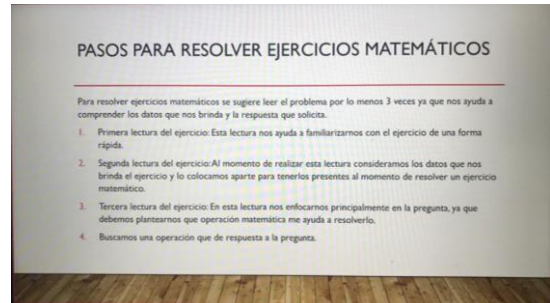 PASOS PARA RESOLVER EJERCICIOS MATEMÁTICOS
Para resolver ejercicios matemáticos se sugiere leer el problema por lo menos 3 veces ya que nos ayuda a
comprender los datos que nos brinda y la respuesta que solicita.
1. Primera lectura del ejercicio: Esta lectura nos ayuda a familiarizarnos con el ejercicio de una forma
rápida.
2. Segunda lectura del ejercicio: Al momento de realizar esta lectura consideramos los datos que nos
brinda el ejercicio y lo colocamos aparte para tenerlos presentes al momento de resolver un ejercicio
matemático.
3. Tercera lectura del ejercicio: En esta lectura nos enfocarnos principalmente en la pregunta, ya que
debemos plantearnos que operación matemática me ayuda a resolverlo.
4. Buscamos una operación que de respuesta a la pregunta.